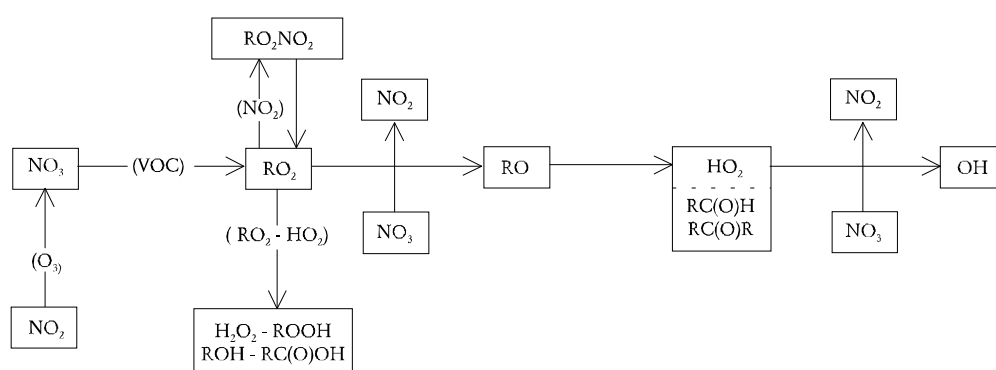 RO₂NO₂
(NO₂)
NO₂
NO₂
NO₃
(VOC)
RO₂
RO
HO₂
OH
RC(O)H
RC(O)R
( RO₂ - HO₂)
NO₃
NO₃
(O₃)
NO₂
H₂O₂ - ROOH
ROH - RC(O)OH